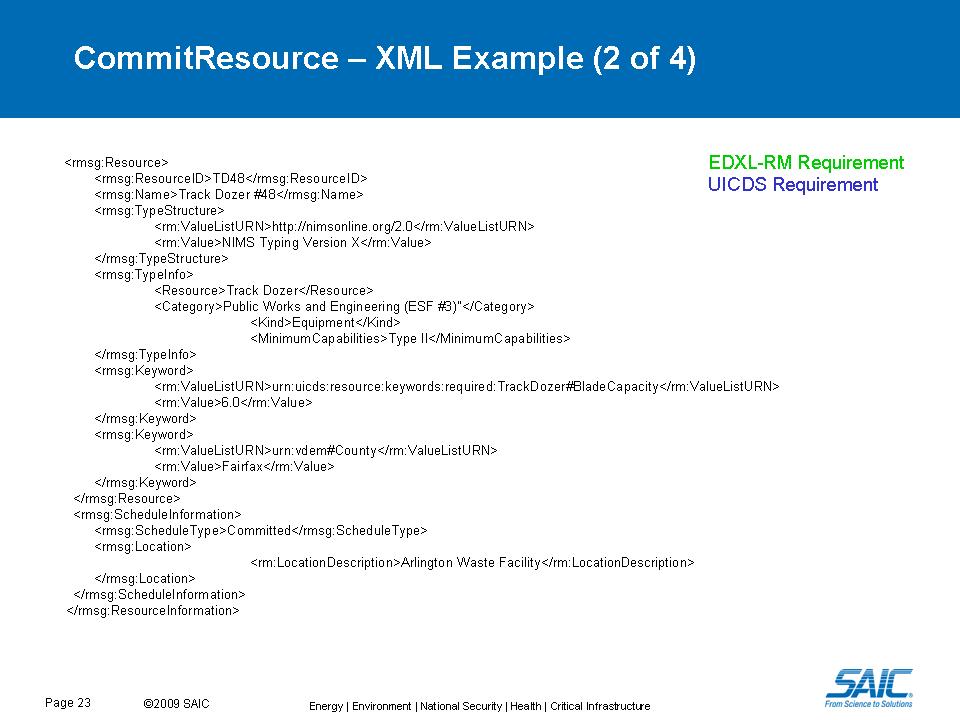 CommitResource – XML Example (2 of 4)
EDXL-RM Requirement
UICDS Requirement
<rmsg:Resource>
<rmsg:ResourceID>TD48</rmsg:ResourceID>
<rmsg:Name>Track Dozer #48</rmsg:Name>
<rmsg:TypeStructure>
<rm:ValueListURN>http://nimsonline.org/2.0</rm:ValueListURN>
<rm:Value>NIMS Typing Version X</rm:Value>
</rmsg:TypeStructure>
<rmsg:TypeInfo>
<Resource>Track Dozer</Resource>
<Category>Public Works and Engineering (ESF #3)"</Category>
<Kind>Equipment</Kind>
<MinimumCapabilities>Type II</MinimumCapabilities>
</rmsg:TypeInfo>
<rmsg:Keyword>
<rm:ValueListURN>urn:uicds:resource:keywords:required:TrackDozer#BladeCapacity</rm:ValueListURN>
<rm:Value>6.0</rm:Value>
</rmsg:Keyword>
<rmsg:Keyword>
<rm:ValueListURN>urn:vdem#County</rm:ValueListURN>
<rm:Value>Fairfax</rm:Value>
</rmsg:Keyword>
</rmsg:Resource>
<rmsg:ScheduleInformation>
<rmsg:ScheduleType>Committed</rmsg:ScheduleType>
<rmsg:Location>
<rm:LocationDescription>Arlington Waste Facility</rm:LocationDescription>
</rmsg:Location>
</rmsg:ScheduleInformation>
</rmsg:ResourceInformation>
Page 23
©2009 SAIC
Energy | Environment | National Security | Health | Critical Infrastructure
SAIC
From Science to Solutions